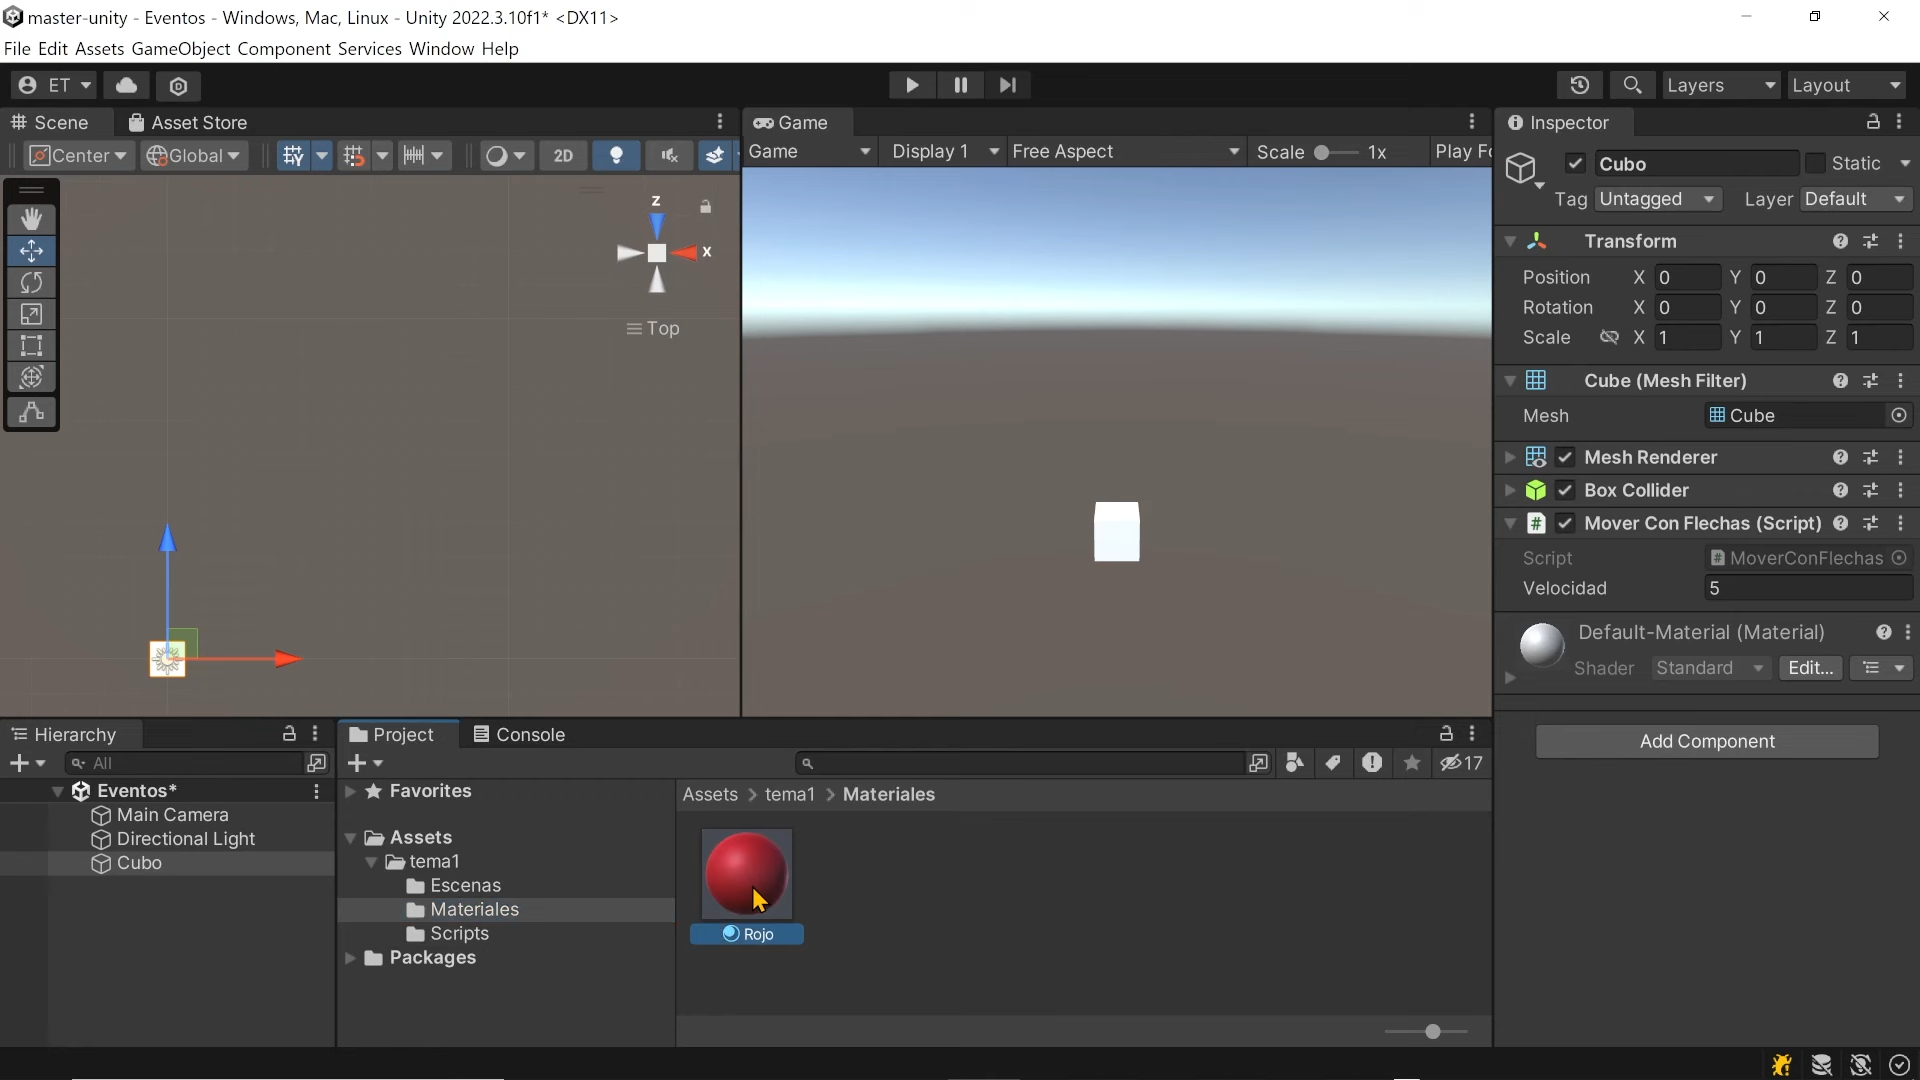 master-unity - Eventos - Windows, Mac, Linux - Unity 2022.3.10f1* <DX11>
File Edit Assets GameObject Component Services Window Help
ET
Layers
Layout
Scene
Asset Store
Game
Inspector
Center
Global
2D
Game
Display 1
Free Aspect
Scale
1x
Play F
Cubo
Static
Tag
Untagged
Layer
Default
z
x
Top
Transform
Position X 0 Y 0 Z 0
Rotation X 0 Y 0 Z 0
Scale X 1 Y 1 Z 1
Cube (Mesh Filter)
Mesh
Cube
Mesh Renderer
Box Collider
Mover Con Flechas (Script)
Script
MoverConFlechas
Velocidad
5
Default-Material (Material)
Shader
Standard
Edit...
Add Component
Hierarchy
All
Eventos*
Main Camera
Directional Light
Cubo
Project
Console
17
Favorites
Assets
tema1
Escenas
Materiales
Scripts
Packages
Assets > tema1 > Materiales
Rojo